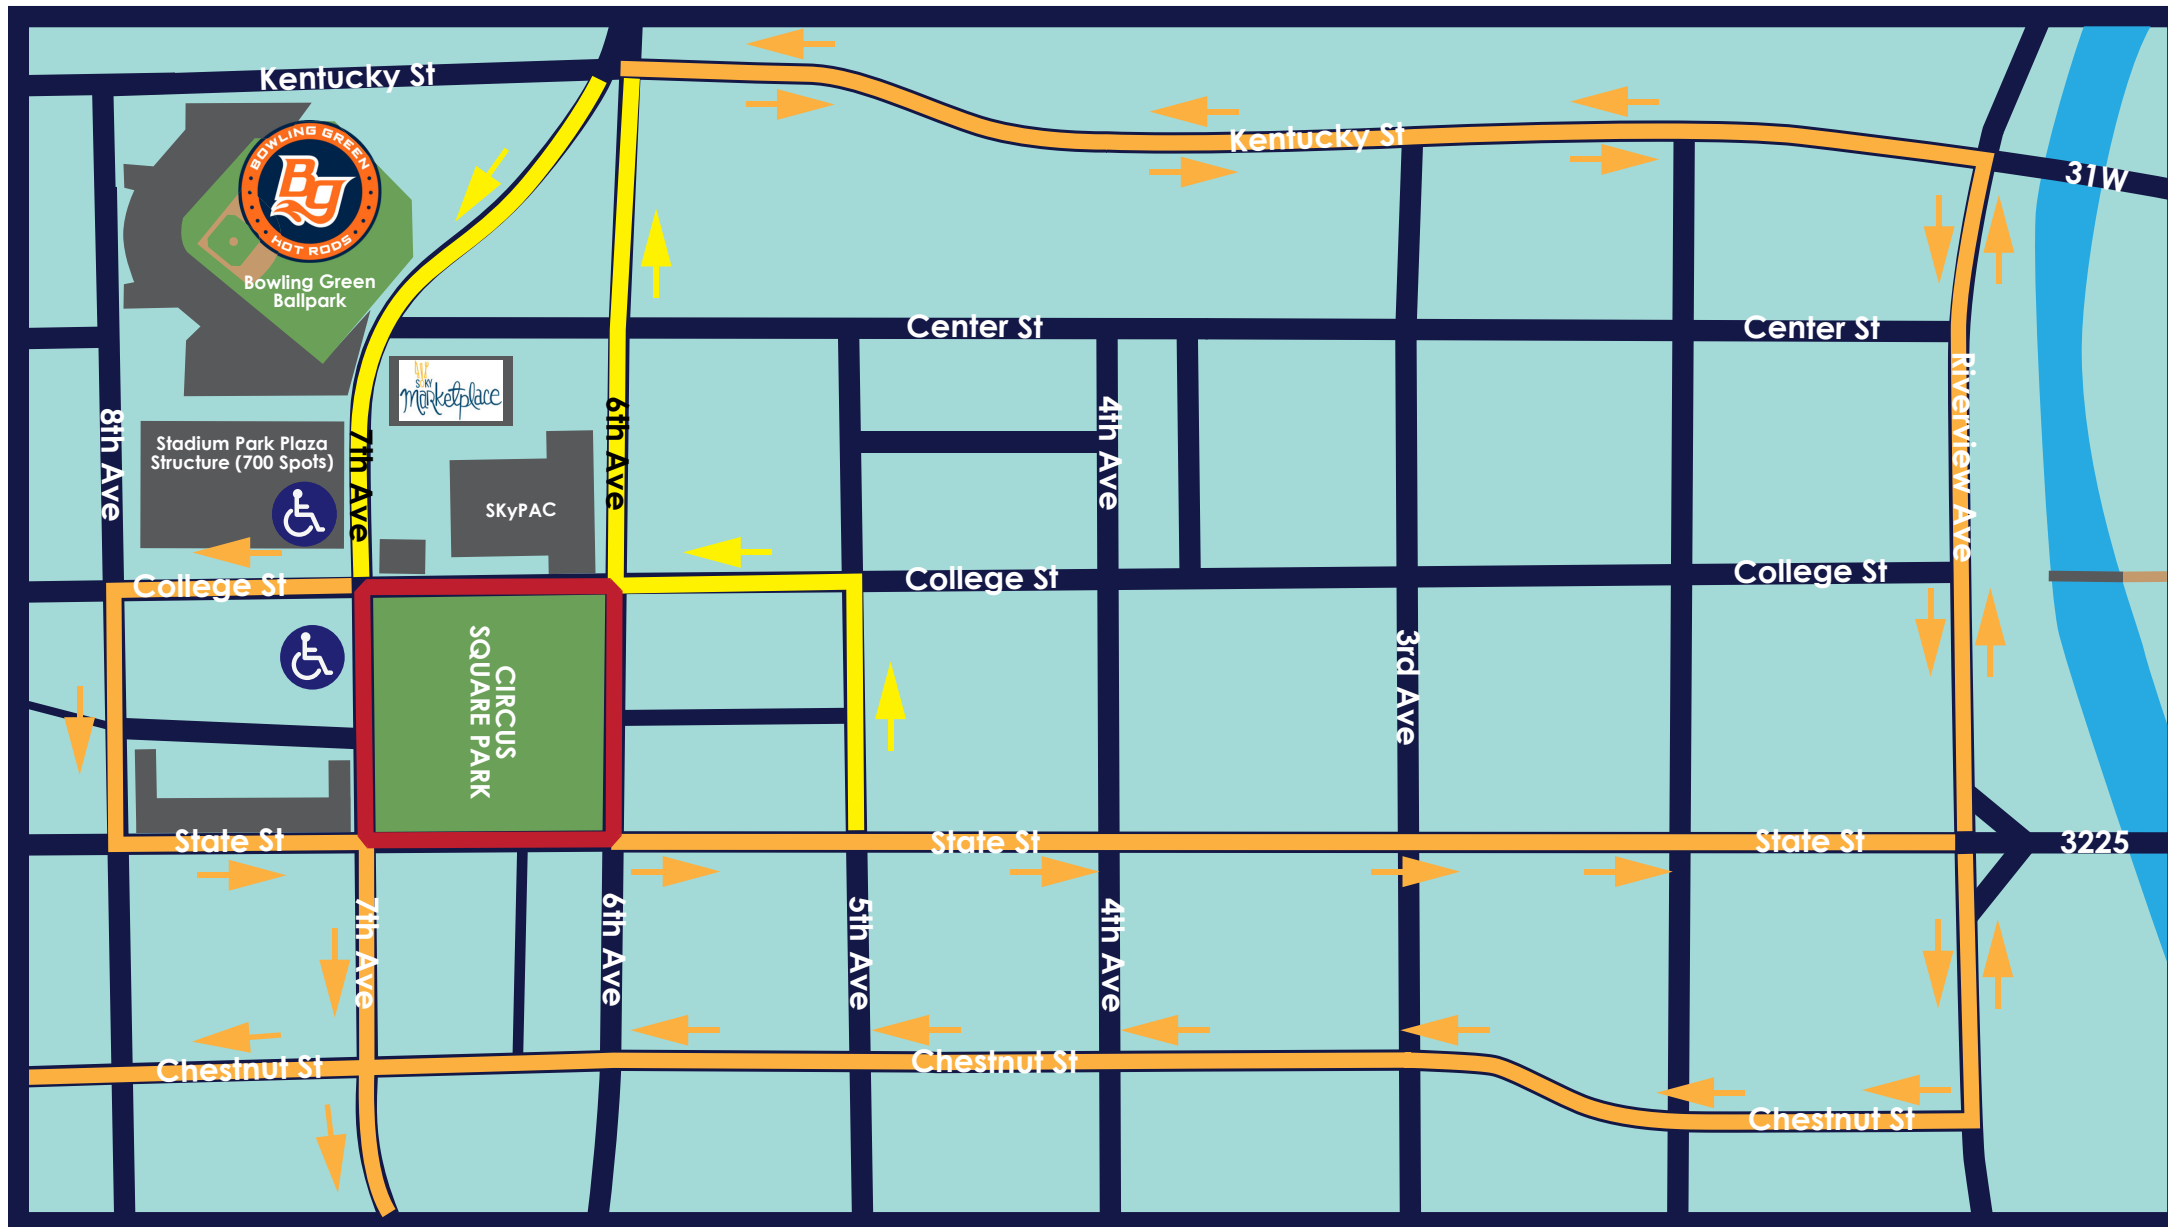 Kentucky St
Kentucky St
31W
BOWLING GREEN
BG
HOT RODS
Bowling Green
Ballpark
Center St
Center St
SOKY
marketplace
Riverview Ave
8th Ave
7th Ave
6th Ave
4th Ave
Stadium Park Plaza
Structure (700 Spots)
SKyPAC
College St
College St
College St
CIRCUS
SQUARE PARK
3rd Ave
State St
State St
State St
3225
7th Ave
6th Ave
5th Ave
4th Ave
Chestnut St
Chestnut St
Chestnut St